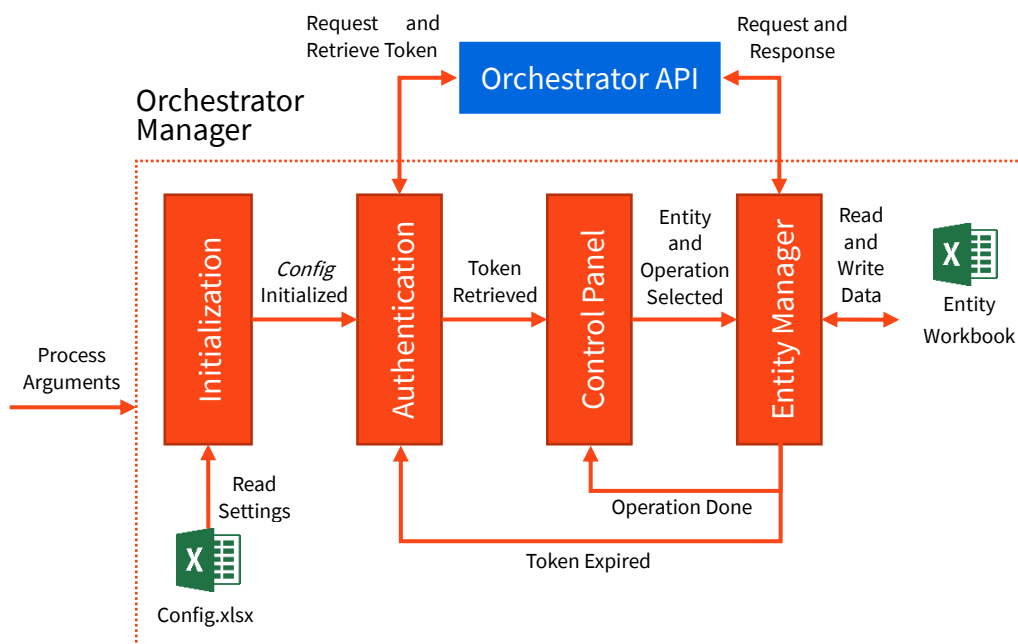 Request and
Retrieve Token
Request and
Response
Orchestrator API
Orchestrator
Manager
Initialization
Config
Initialized
Authentication
Token
Retrieved
Control Panel
Entity
and
Operation
Selected
Entity Manager
Read
and
Write
Data
X
Entity
Workbook
Process
Arguments
Read
Settings
Operation Done
Token Expired
X
Config.xlsx